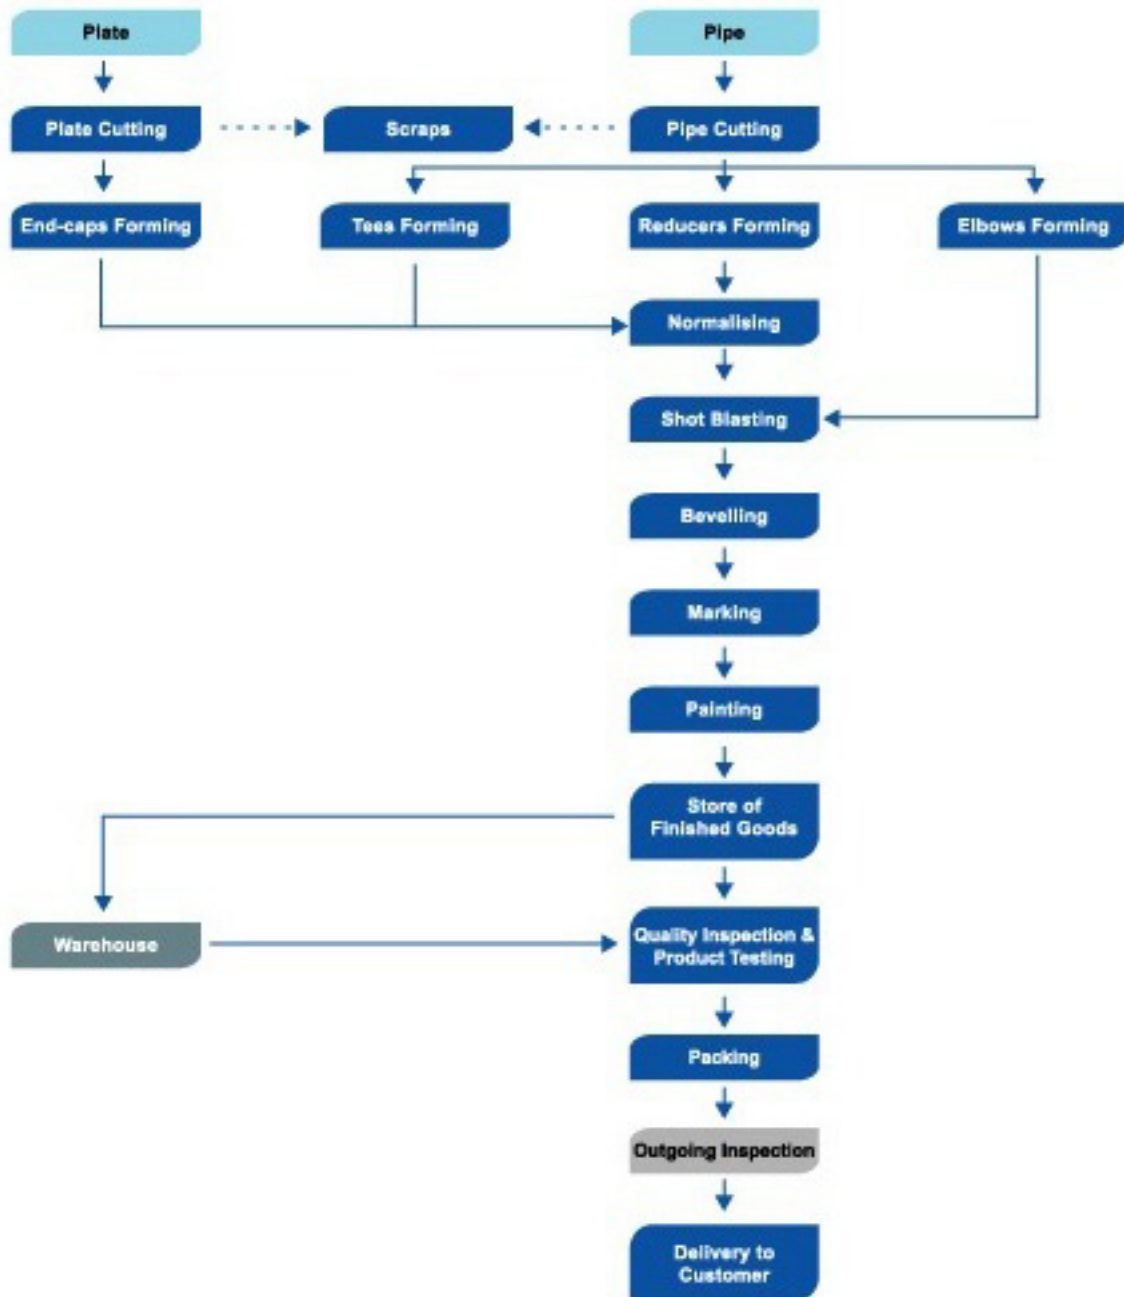 Plate
Pipe
Plate Cutting
Scraps
Pipe Cutting
End-caps Forming
Tees Forming
Reducers Forming
Elbows Forming
Normalising
Shot Blasting
Bevelling
Marking
Painting
Store of
Finished Goods
Warehouse
Quality Inspection &
Product Testing
Packing
Outgoing Inspection
Delivery to
Customer